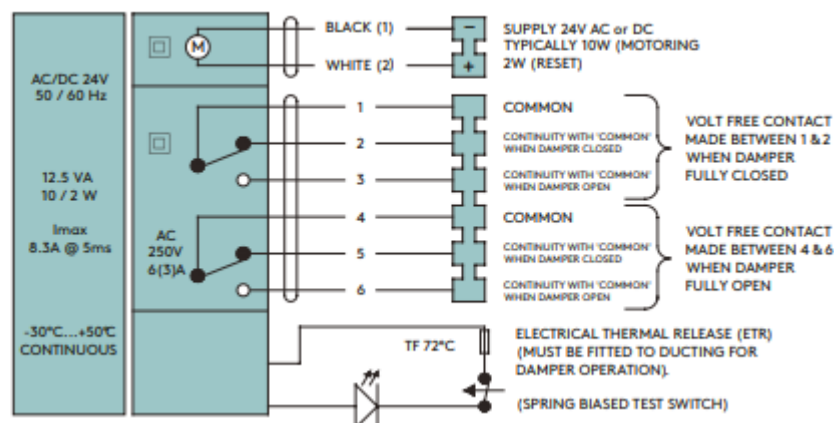 AC/DC 24V
50 / 60 Hz
12.5 VA
10 / 2 W
Imax
8.3A @ 5ms
-30°C...+50°C
CONTINUOUS
M
AC
250V
6(3)A
BLACK (1)
WHITE (2)
−
+
SUPPLY 24V AC or DC
TYPICALLY 10W (MOTORING
2W (RESET)
1
COMMON
2
CONTINUITY WITH 'COMMON'
WHEN DAMPER CLOSED
3
CONTINUITY WITH 'COMMON'
WHEN DAMPER OPEN
VOLT FREE CONTACT
MADE BETWEEN 1 & 2
WHEN DAMPER
FULLY CLOSED
4
COMMON
5
CONTINUITY WITH 'COMMON'
WHEN DAMPER CLOSED
6
CONTINUITY WITH 'COMMON'
WHEN DAMPER OPEN
VOLT FREE CONTACT
MADE BETWEEN 4 & 6
WHEN DAMPER
FULLY OPEN
TF 72°C
ELECTRICAL THERMAL RELEASE (ETR)
(MUST BE FITTED TO DUCTING FOR
DAMPER OPERATION).
(SPRING BIASED TEST SWITCH)